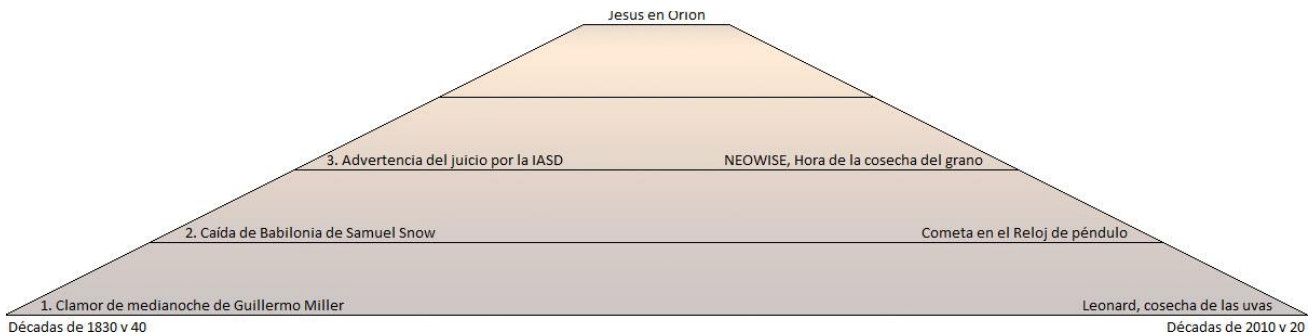 Jesús en Orión
3. Advertencia del juicio por la IASD
NEOWISE, Hora de la cosecha del grano
2. Caída de Babilonia de Samuel Snow
Cometa en el Reloj de péndulo
1. Clamor de medianoche de Guillermo Miller
Leonard, cosecha de las uvas
Décadas de 1830 y 40
Décadas de 2010 y 20